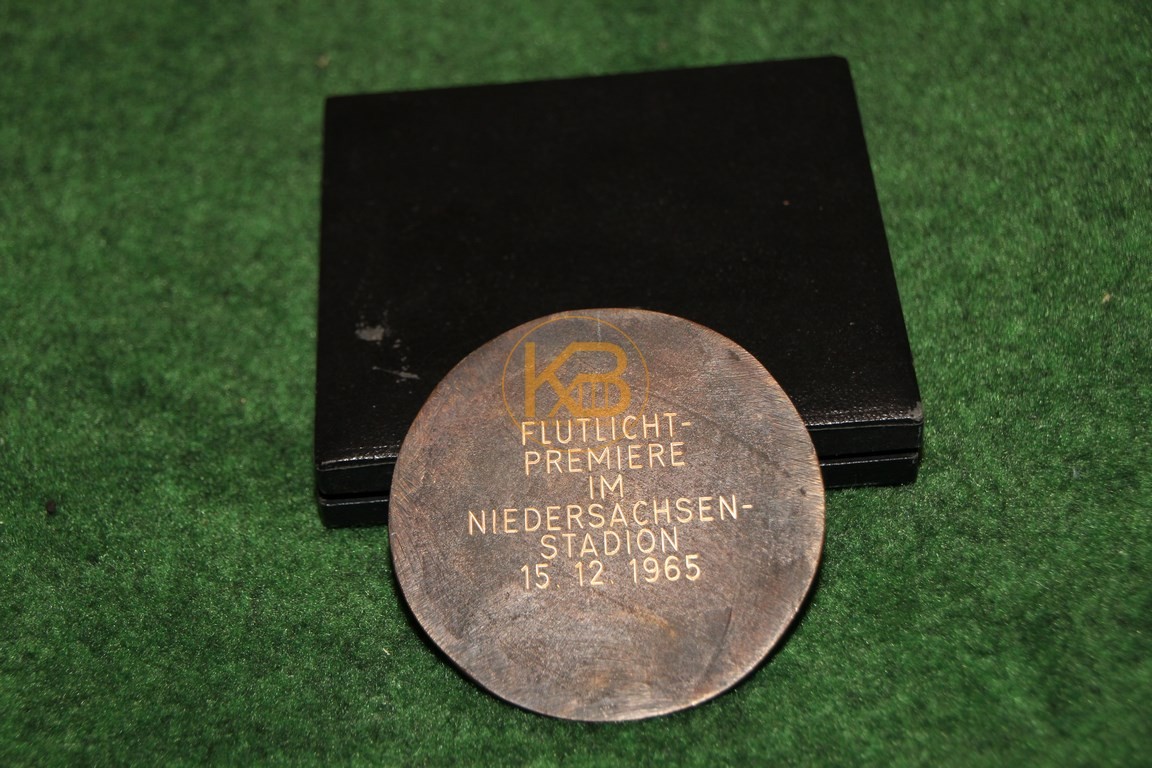 KB
FLUTLICHT-
PREMIERE
IM
NIEDERSACHSEN-
STADION
15. 12. 1965